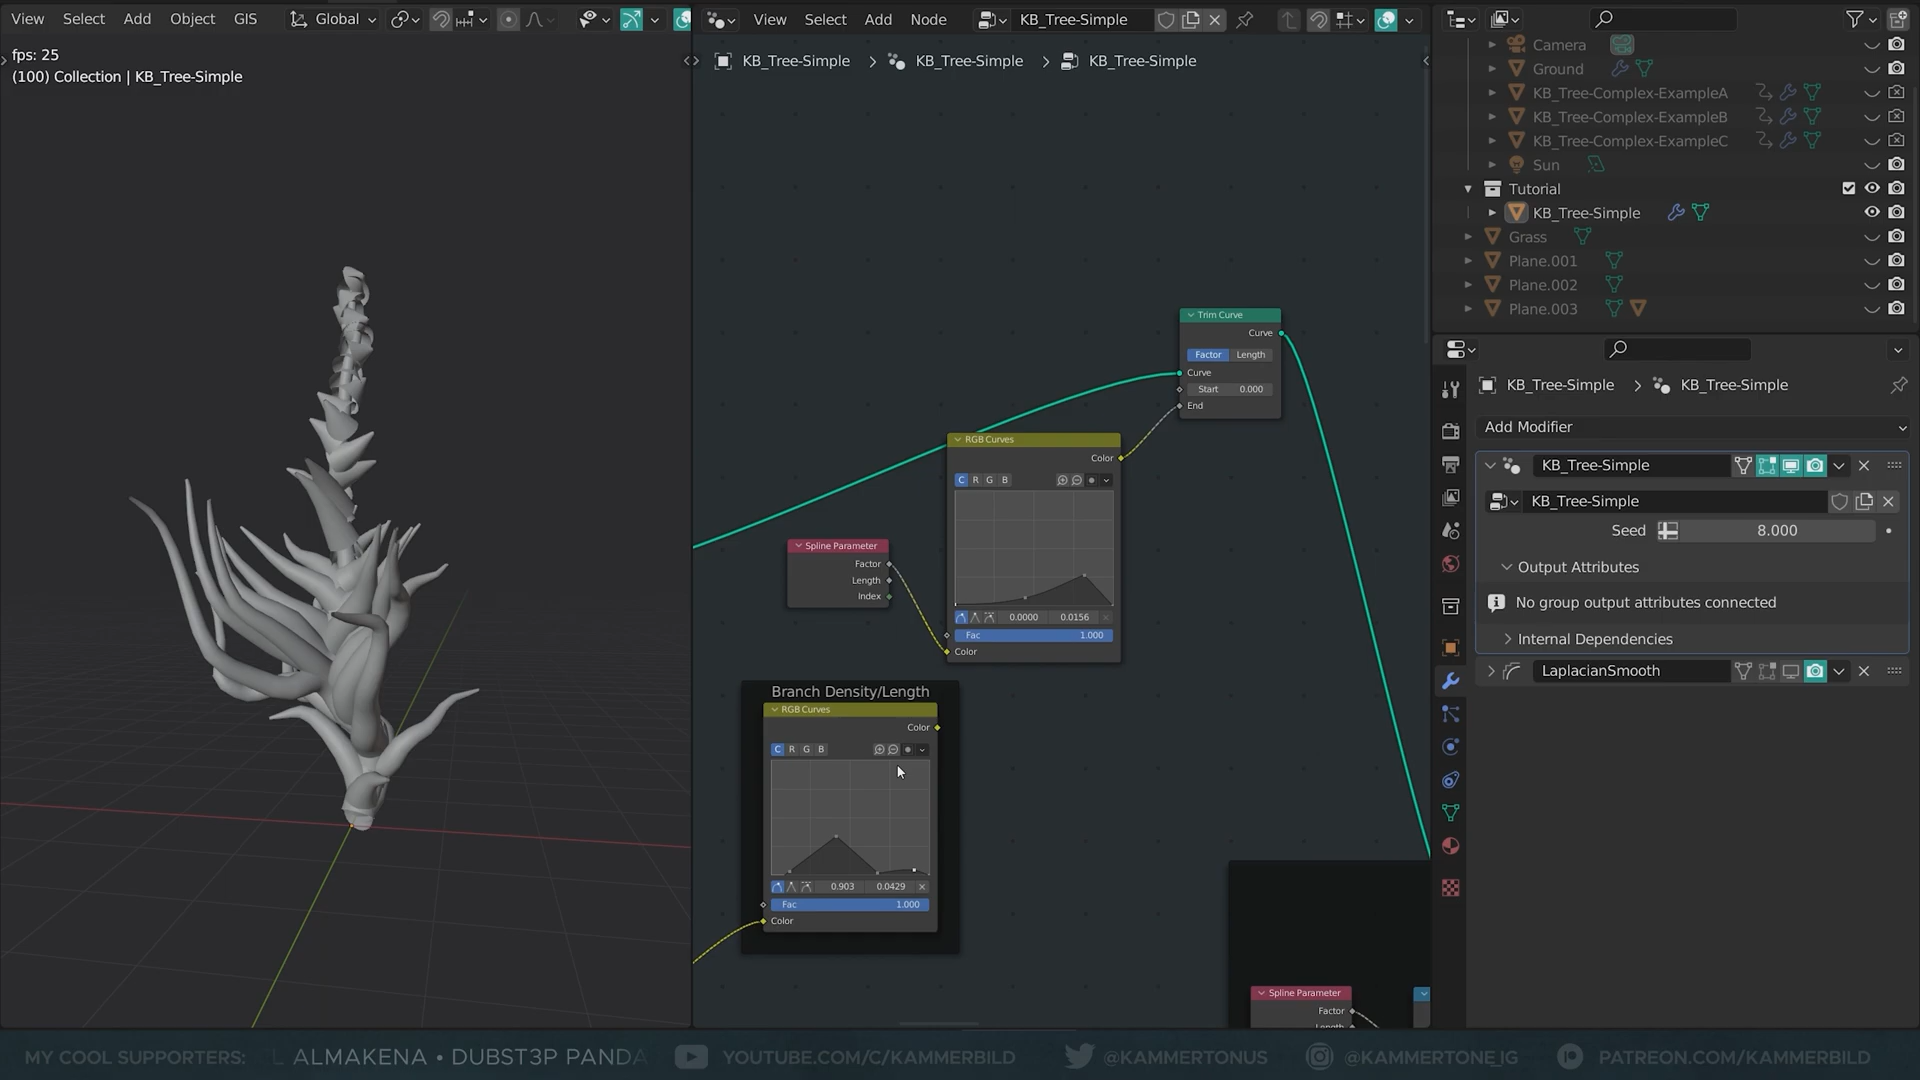 View Select Add Object GIS Global
fps: 25
(100) Collection | KB_Tree-Simple
View Select Add Node KB_Tree-Simple
KB_Tree-Simple > KB_Tree-Simple > KB_Tree-Simple
Trim Curve
Curve
Factor Length
Curve
Start 0.000
End
RGB Curves
Color
C R G B
0.0000 0.0156
Fac 1.000
Color
Spline Parameter
Factor
Length
Index
Branch Density/Length
RGB Curves
Color
C R G B
0.903 0.0429
Fac 1.000
Color
Spline Parameter
Factor
Length
Camera
Ground
KB_Tree-Complex-ExampleA
KB_Tree-Complex-ExampleB
KB_Tree-Complex-ExampleC
Sun
Tutorial
KB_Tree-Simple
Grass
Plane.001
Plane.002
Plane.003
KB_Tree-Simple > KB_Tree-Simple
Add Modifier
KB_Tree-Simple
KB_Tree-Simple
Seed 8.000
Output Attributes
No group output attributes connected
Internal Dependencies
LaplacianSmooth
MY COOL SUPPORTERS: L ALMAKENA • DUBST3P PANDA YOUTUBE.COM/C/KAMMERBILD @KAMMERTONUS @KAMMERTONE_IG PATREON.COM/KAMMERBILD